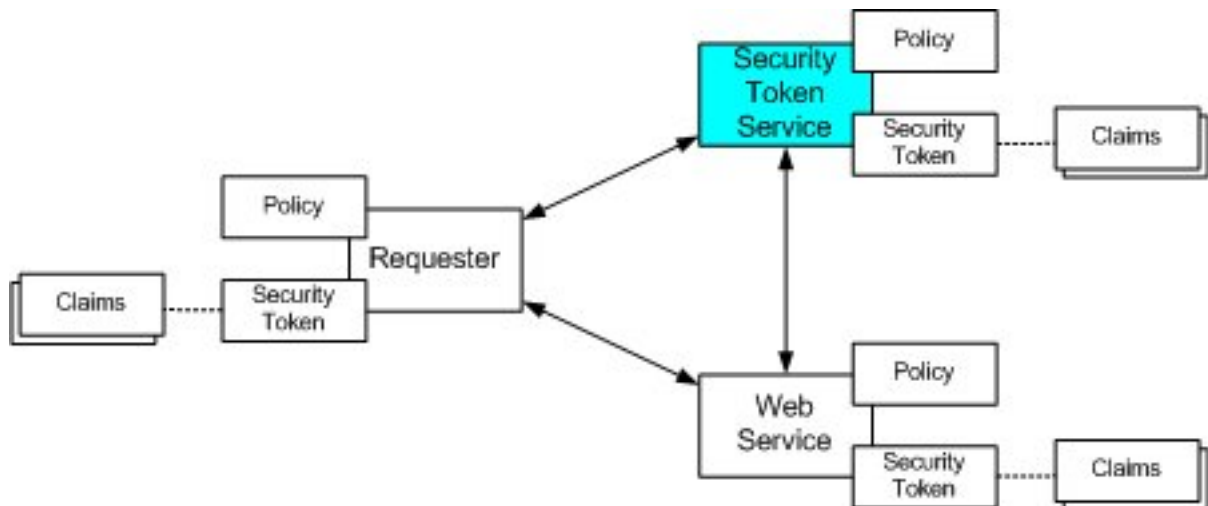 Policy
Security
Token
Service
Security
Token
Claims
Policy
Requester
Claims
Security
Token
Policy
Web
Service
Security
Token
Claims